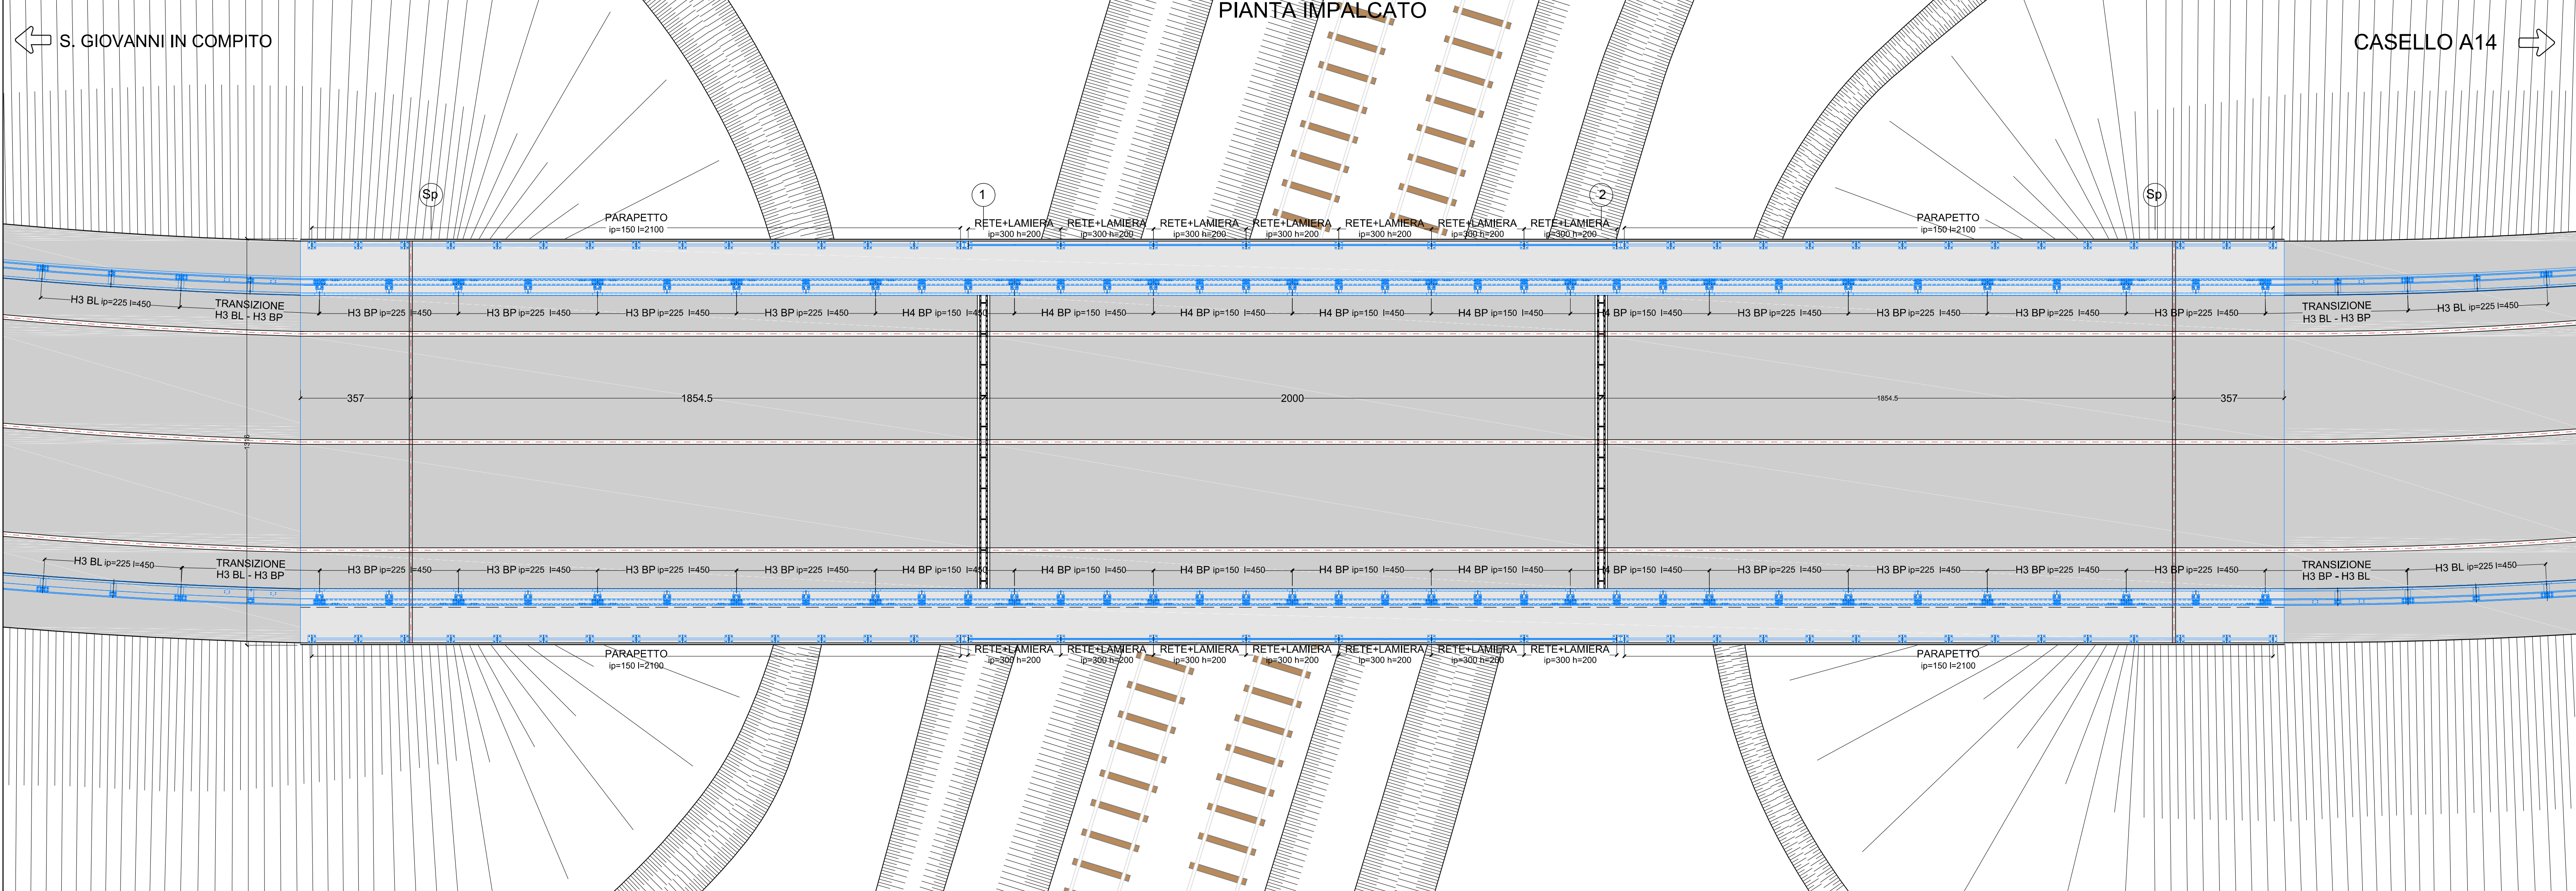 PIANTA IMPALCATO
S. GIOVANNI IN COMPITO
CASELLO A14
Sp
1
2
Sp
PARAPETTO
ip=150 l=2100
RETE+LAMIERA
ip=300 h=200
RETE+LAMIERA
ip=300 h=200
RETE+LAMIERA
ip=300 h=200
RETE+LAMIERA
ip=300 h=200
RETE+LAMIERA
ip=300 h=200
RETE+LAMIERA
ip=300 h=200
RETE+LAMIERA
ip=300 h=200
PARAPETTO
ip=150 l=2100
H3 BL ip=225 l=450
TRANSIZIONE
H3 BL - H3 BP
H3 BP ip=225 l=450
H3 BP ip=225 l=450
H3 BP ip=225 l=450
H3 BP ip=225 l=450
H4 BP ip=150 l=450
H4 BP ip=150 l=450
H4 BP ip=150 l=450
H4 BP ip=150 l=450
H4 BP ip=150 l=450
H4 BP ip=150 l=450
H3 BP ip=225 l=450
H3 BP ip=225 l=450
H3 BP ip=225 l=450
H3 BP ip=225 l=450
TRANSIZIONE
H3 BL - H3 BP
H3 BL ip=225 l=450
357
1854.5
2000
1854.5
357
H3 BL ip=225 l=450
TRANSIZIONE
H3 BL - H3 BP
H3 BP ip=225 l=450
H3 BP ip=225 l=450
H3 BP ip=225 l=450
H3 BP ip=225 l=450
H4 BP ip=150 l=450
H4 BP ip=150 l=450
H4 BP ip=150 l=450
H4 BP ip=150 l=450
H4 BP ip=150 l=450
H4 BP ip=150 l=450
H3 BP ip=225 l=450
H3 BP ip=225 l=450
H3 BP ip=225 l=450
H3 BP ip=225 l=450
TRANSIZIONE
H3 BP - H3 BL
H3 BL ip=225 l=450
PARAPETTO
ip=150 l=2100
RETE+LAMIERA
ip=300 h=200
RETE+LAMIERA
ip=300 h=200
RETE+LAMIERA
ip=300 h=200
RETE+LAMIERA
ip=300 h=200
RETE+LAMIERA
ip=300 h=200
RETE+LAMIERA
ip=300 h=200
RETE+LAMIERA
ip=300 h=200
PARAPETTO
ip=150 l=2100